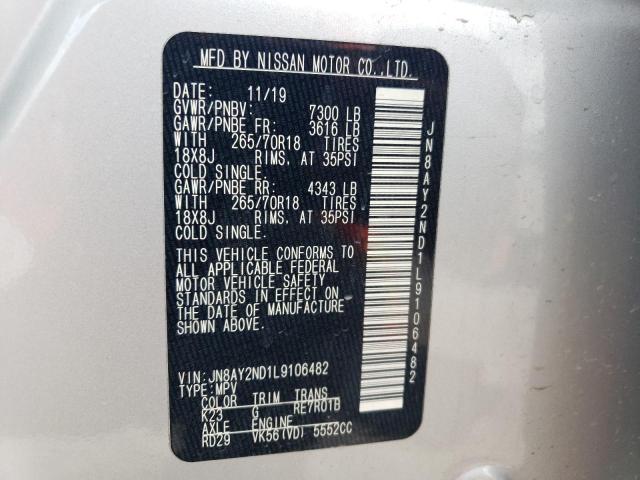 MFD BY NISSAN MOTOR CO.,LTD.
DATE: 11/19
GVWR/PNBV: 7300 LB
GAWR/PNBE FR: 3616 LB
WITH 265/70R18 TIRES
18X8J RIMS, AT 35PSI
COLD SINGLE.
GAWR/PNBE RR: 4343 LB
WITH 265/70R18 TIRES
18X8J RIMS, AT 35PSI
COLD SINGLE.
THIS VEHICLE CONFORMS TO
ALL APPLICABLE FEDERAL
MOTOR VEHICLE SAFETY
STANDARDS IN EFFECT ON
THE DATE OF MANUFACTURE
SHOWN ABOVE.
VIN:JN8AY2ND1L9106482
TYPE:MPV
COLOR TRIM TRANS
K23 G RE7R01B
AXLE ENGINE
RD29 VK56(VD) 5552CC
JN8AY2ND1L9106482